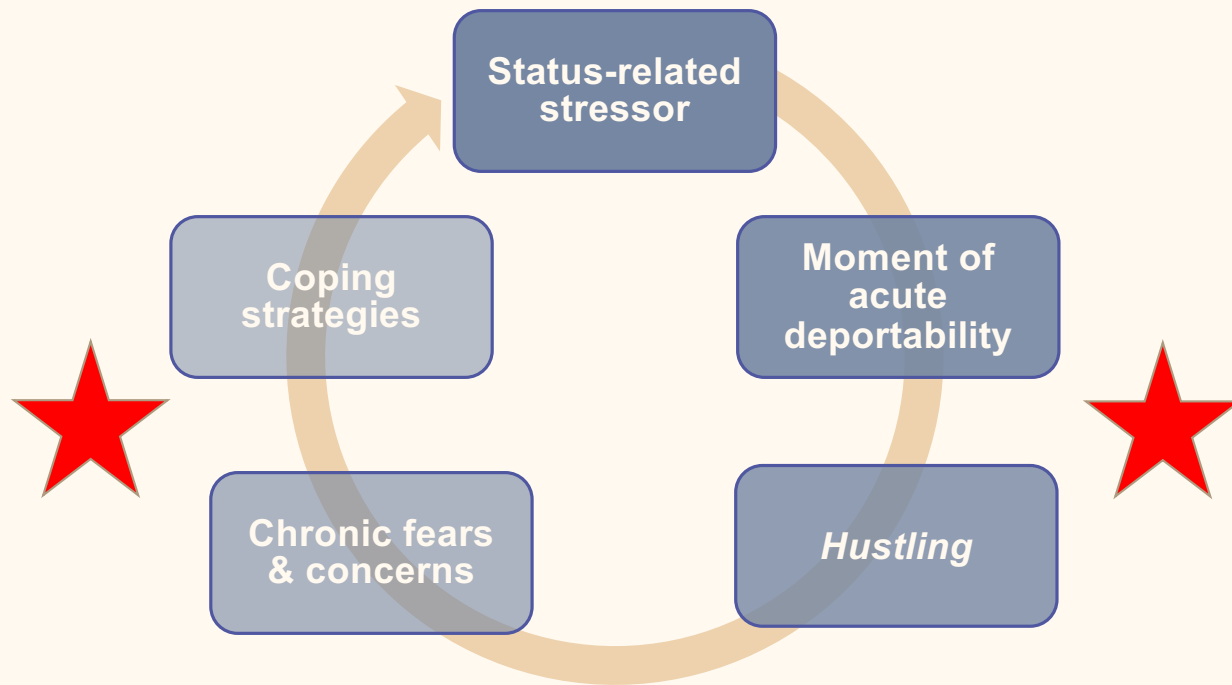 Status-related
stressor
Moment of
acute
deportability
Hustling
Chronic fears
& concerns
Coping
strategies